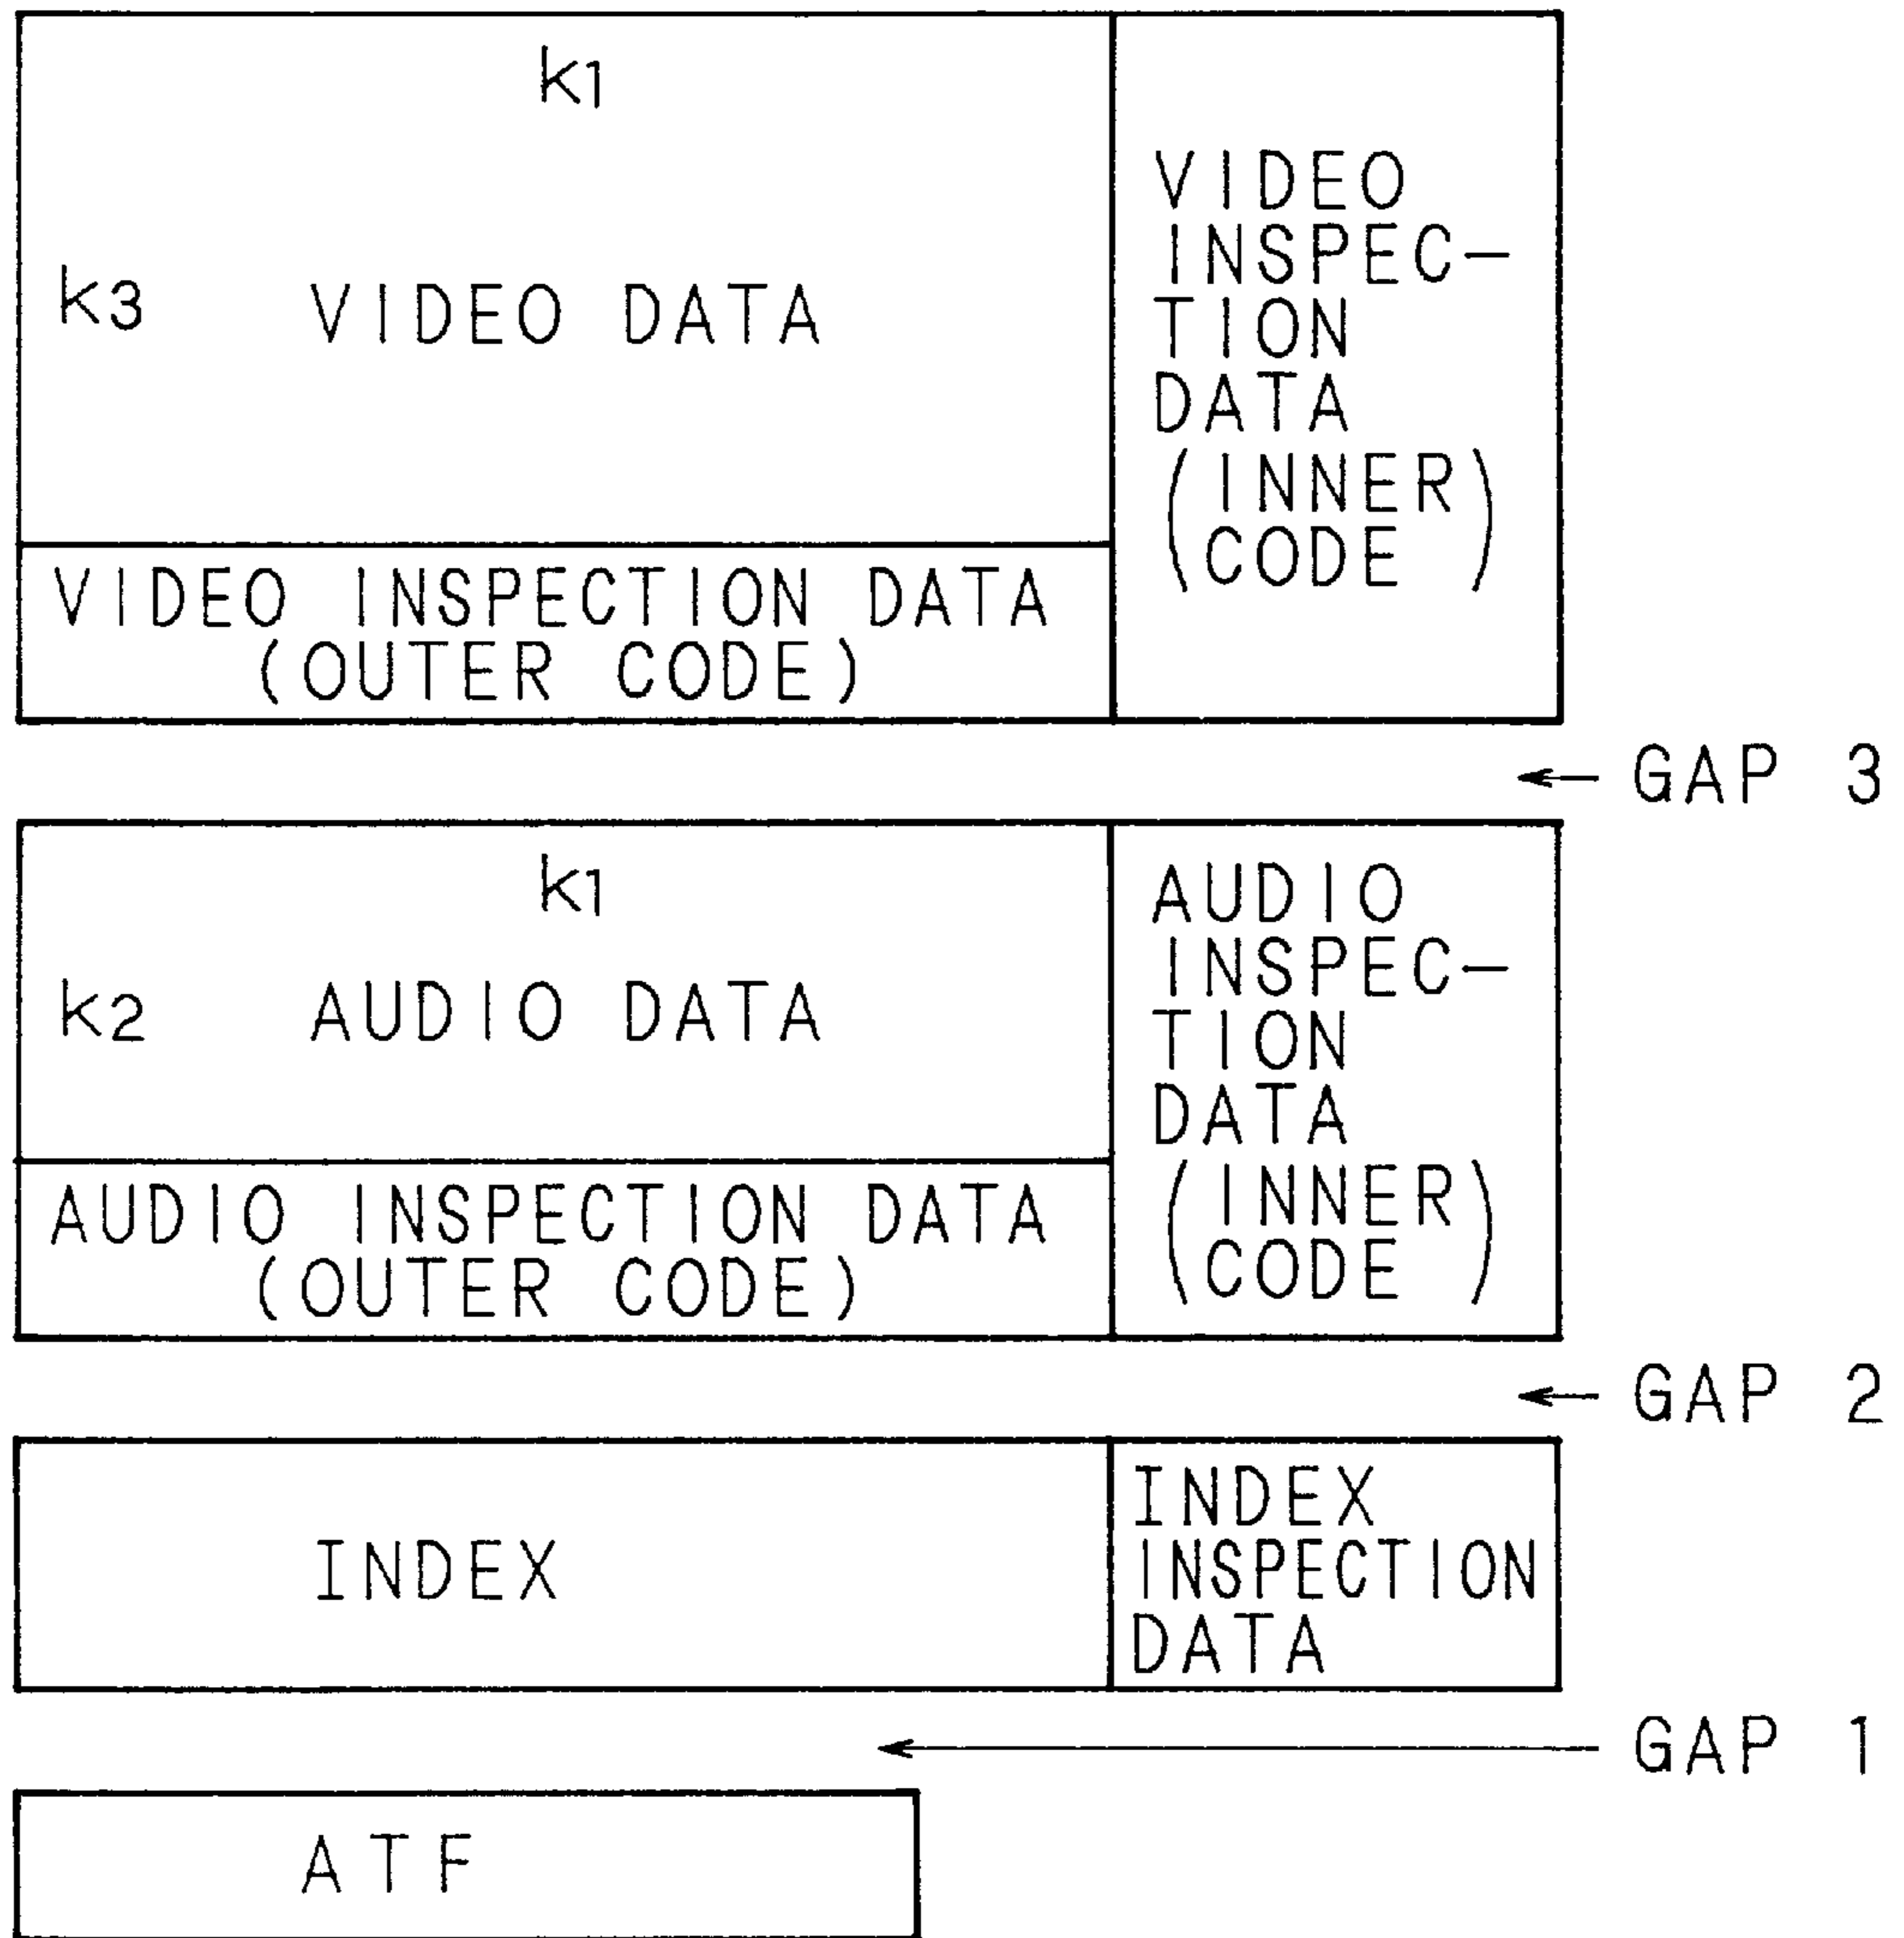 k1
k3 VIDEO DATA
VIDEO
INSPEC-
TION
DATA
(INNER
CODE)
VIDEO INSPECTION DATA
(OUTER CODE)
GAP 3
k1
k2 AUDIO DATA
AUDIO
INSPEC-
TION
DATA
(INNER
CODE)
AUDIO INSPECTION DATA
(OUTER CODE)
GAP 2
INDEX
INDEX
INSPECTION
DATA
GAP 1
ATF